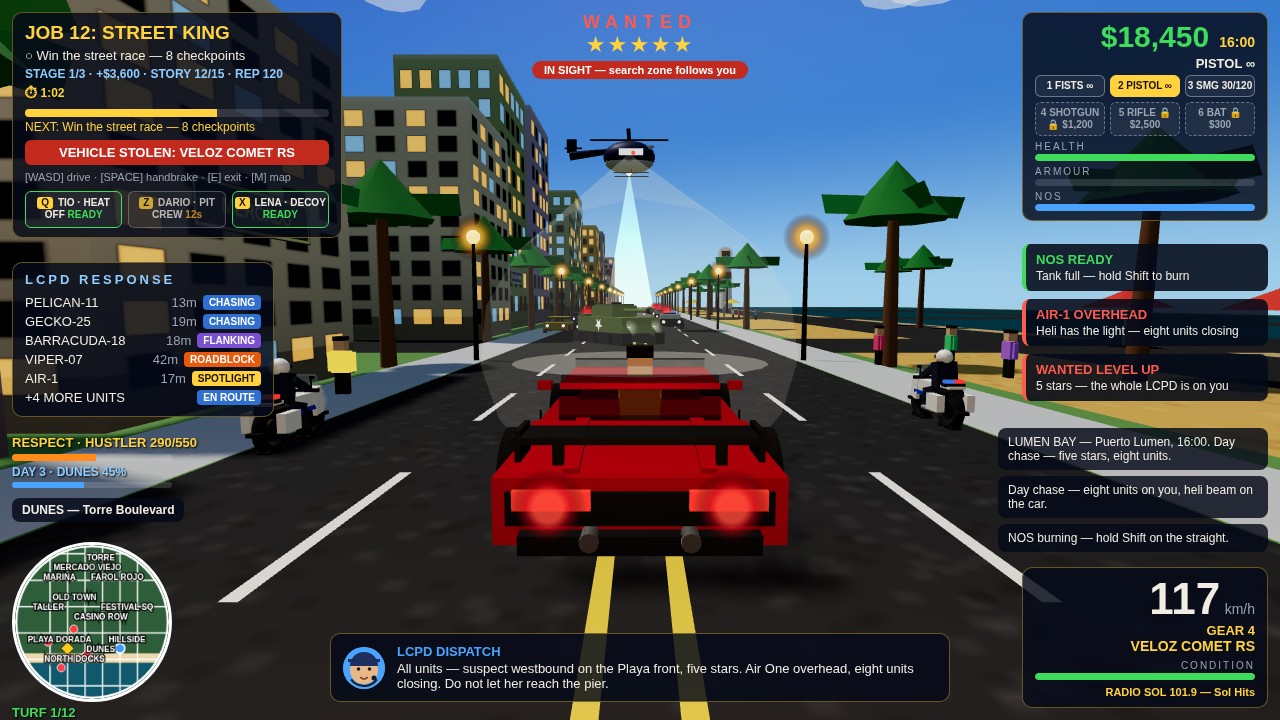 JOB 12: STREET KING
○ Win the street race — 8 checkpoints
STAGE 1/3 · +$3,600 · STORY 12/15 · REP 120
⏱ 1:02
NEXT: Win the street race — 8 checkpoints
VEHICLE STOLEN: VELOZ COMET RS
[WASD] drive · [SPACE] handbrake · [E] exit · [M] map
Q TIO · HEAT OFF READY
Z DARIO · PIT CREW 12s
X LENA · DECOY READY
WANTED
★★★★★
IN SIGHT — search zone follows you
$18,450 16:00
PISTOL ∞
1 FISTS ∞
2 PISTOL ∞
3 SMG 30/120
4 SHOTGUN 🔒 $1,200
5 RIFLE 🔒 $2,500
6 BAT 🔒 $300
HEALTH
ARMOUR
NOS
LCPD RESPONSE
PELICAN-11 13m CHASING
GECKO-25 19m CHASING
BARRACUDA-18 18m FLANKING
VIPER-07 42m ROADBLOCK
AIR-1 17m SPOTLIGHT
+4 MORE UNITS EN ROUTE
NOS READY
Tank full — hold Shift to burn
AIR-1 OVERHEAD
Heli has the light — eight units closing
WANTED LEVEL UP
5 stars — the whole LCPD is on you
RESPECT · HUSTLER 290/550
DAY 3 · DUNES 45%
DUNES — Torre Boulevard
LUMEN BAY — Puerto Lumen, 16:00. Day
chase — five stars, eight units.
Day chase — eight units on you, heli beam on
the car.
NOS burning — hold Shift on the straight.
TORRE
MERCADO VIEJO
MARINA FAROL ROJO
OLD TOWN
TALLER FESTIVAL SQ
CASINO ROW
PLAYA DORADA HILLSIDE
DUNES
NORTH DOCKS
TURF 1/12
LCPD DISPATCH
All units — suspect westbound on the Playa front, five stars. Air One overhead, eight units
closing. Do not let her reach the pier.
117 km/h
GEAR 4
VELOZ COMET RS
CONDITION
RADIO SOL 101.9 — Sol Hits